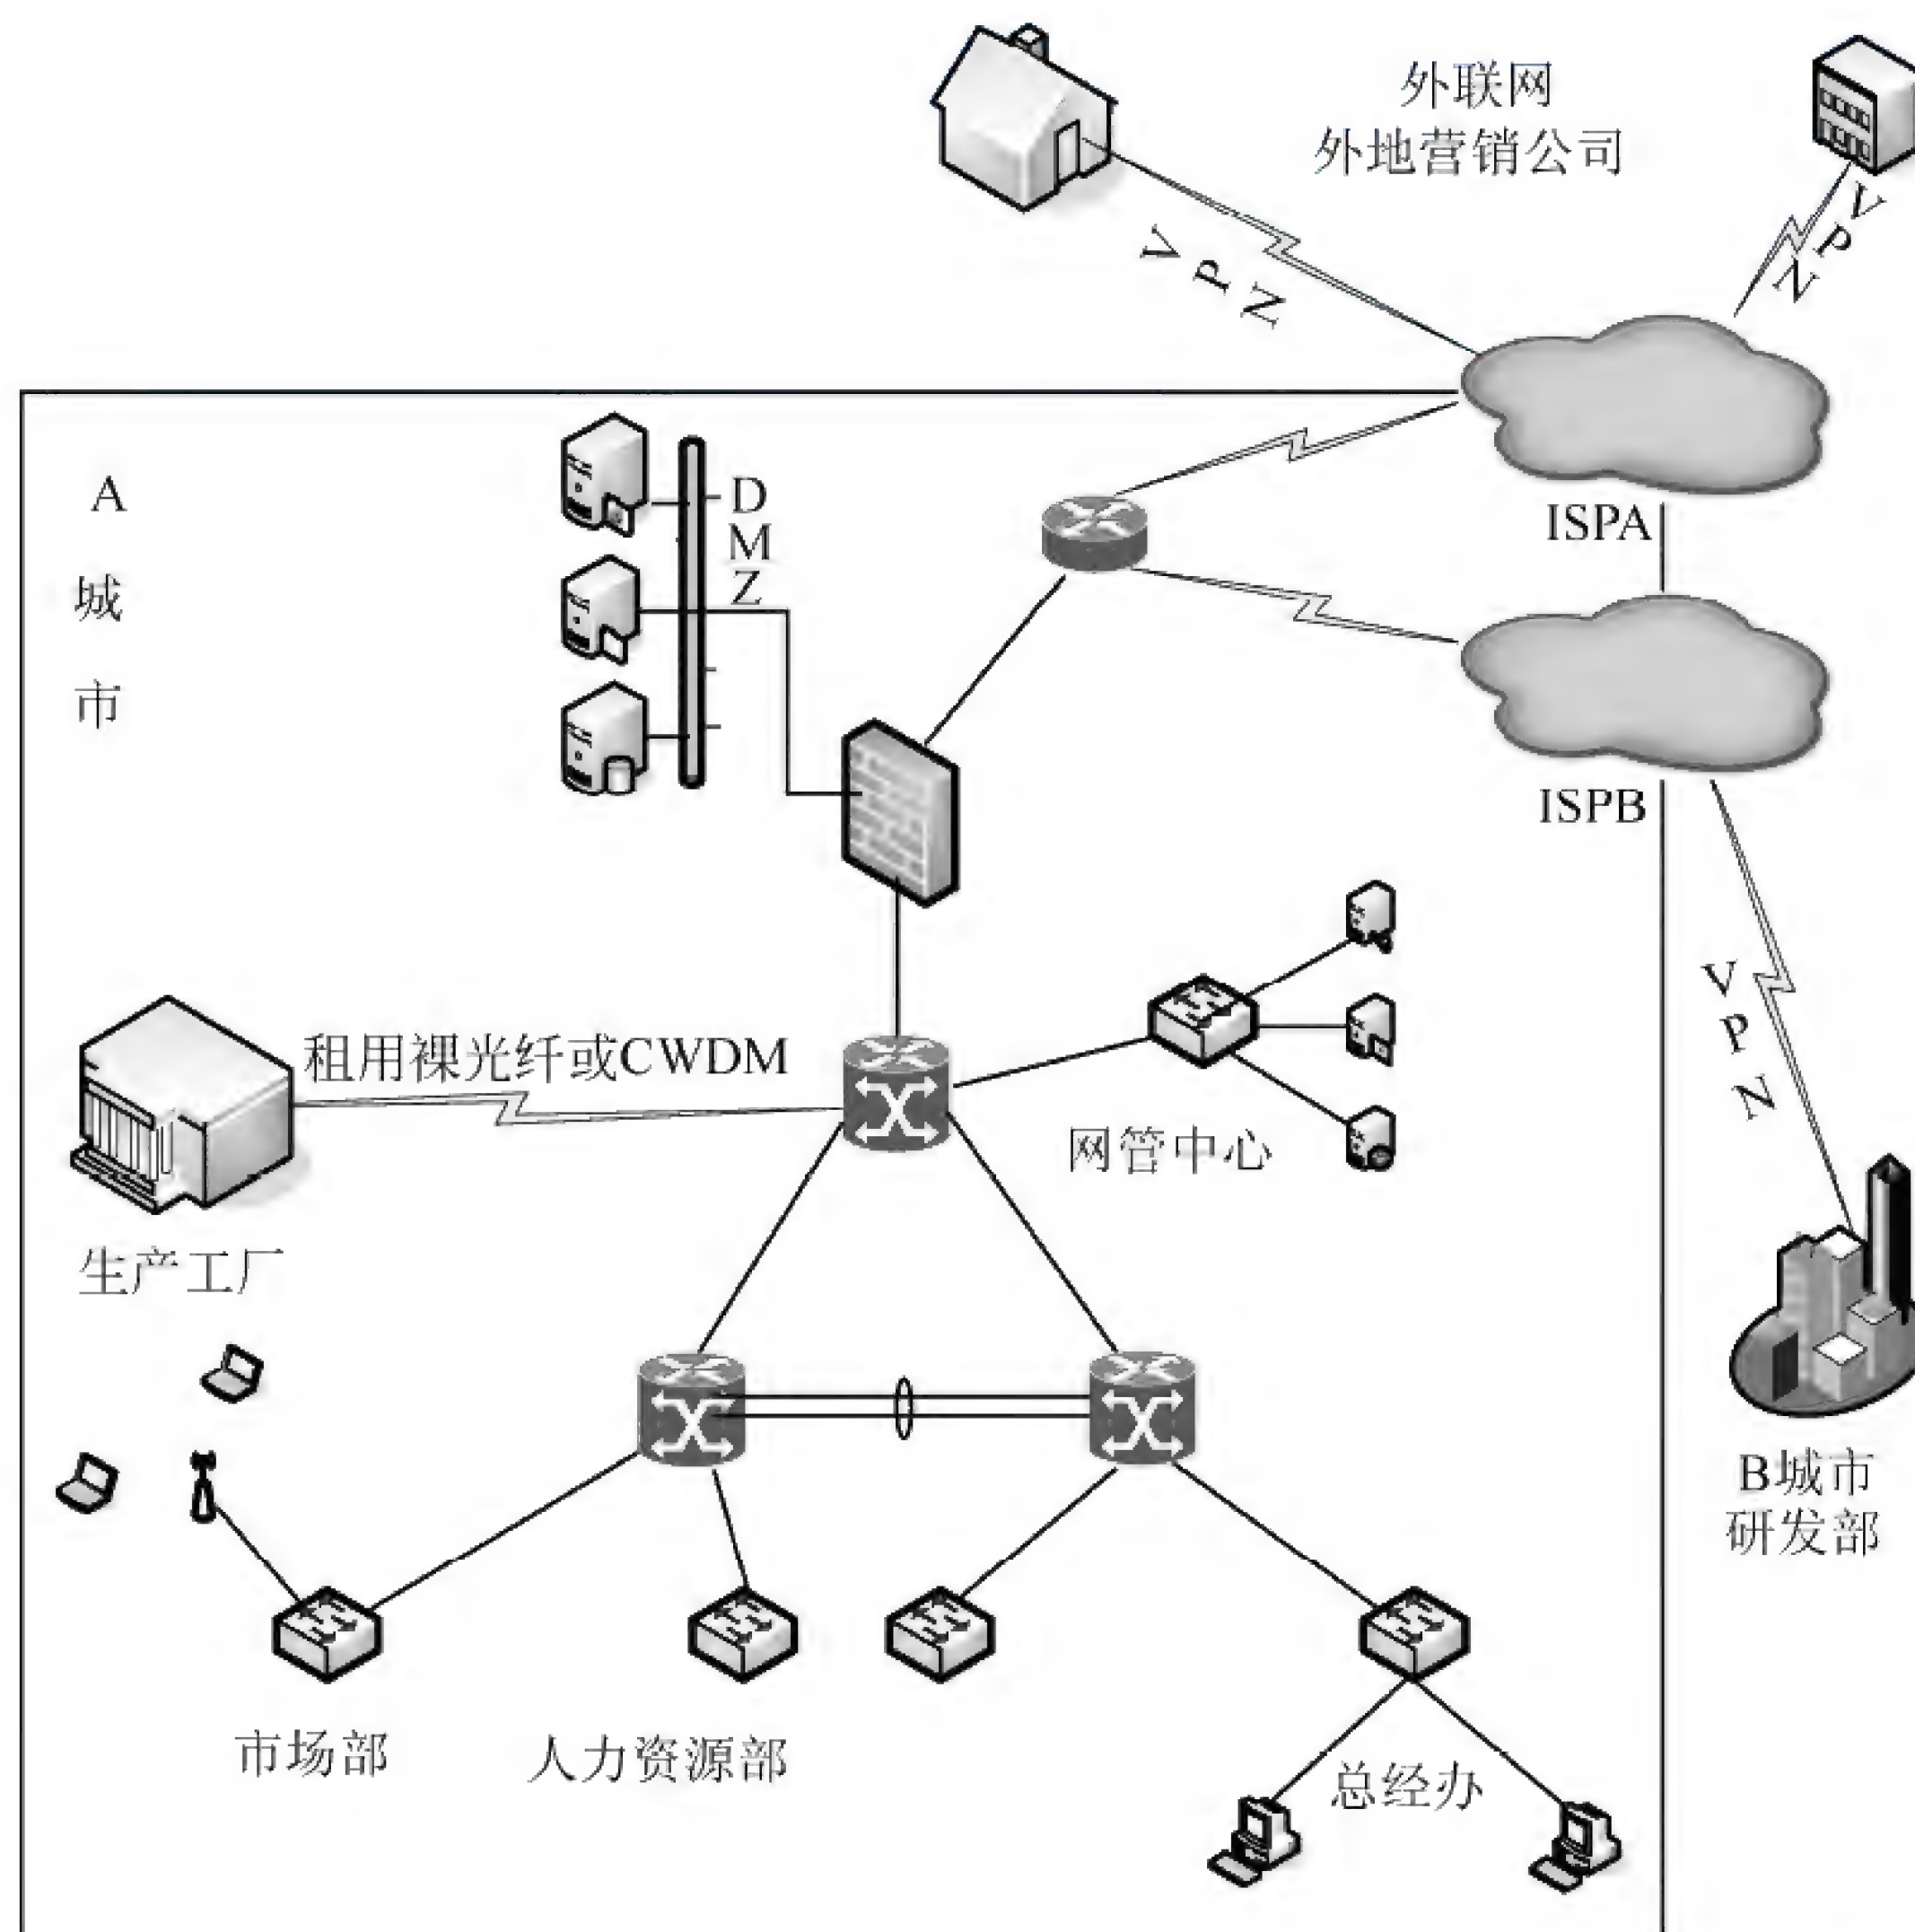 外联网
外地营销公司
VPN
VPN
A城市
DMZ
ISPA
ISPB
租用裸光纤或CWDM
网管中心
VPN
生产工厂
B城市
研发部
市场部
人力资源部
总经办